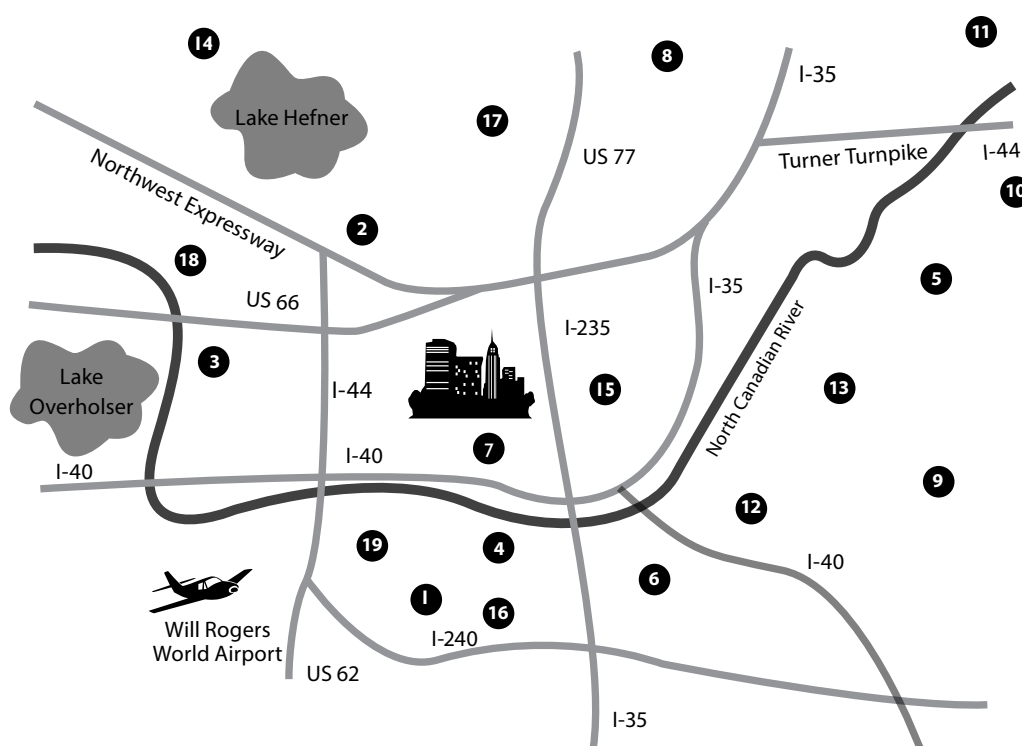 14
11
8
I-35
Lake Hefner
17
US 77
Turner Turnpike
I-44
Northwest Expressway
10
2
18
5
US 66
I-35
I-235
3
Lake
Overholser
I-44
15
13
North Canadian River
7
I-40
I-40
9
12
19
4
I-40
6
1
16
Will Rogers
World Airport
I-240
US 62
I-35